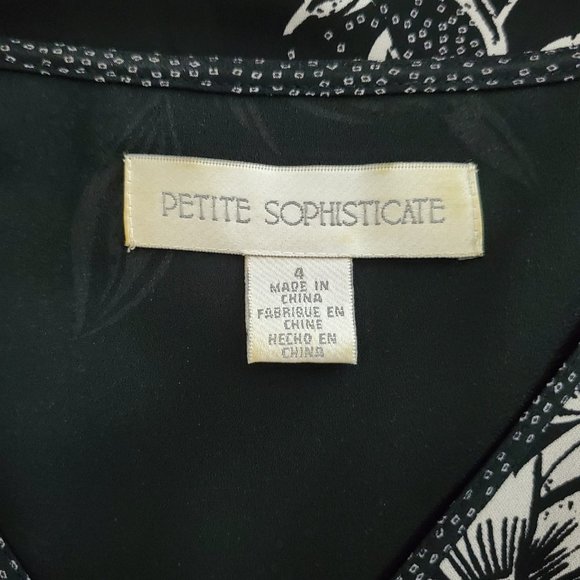 PETITE SOPHISTICATE
4
MADE IN
CHINA
FABRIQUE EN
CHINE
HECHO EN
CHINA